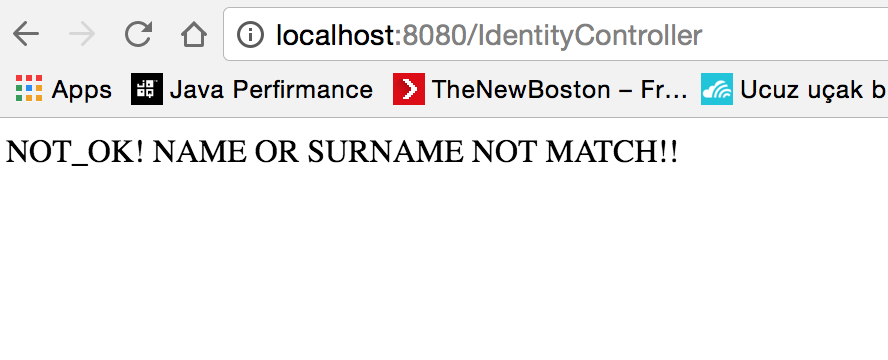 localhost:8080/IdentityController
Apps Java Perfirmance TheNewBoston – Fr... Ucuz uçak b
NOT_OK! NAME OR SURNAME NOT MATCH!!